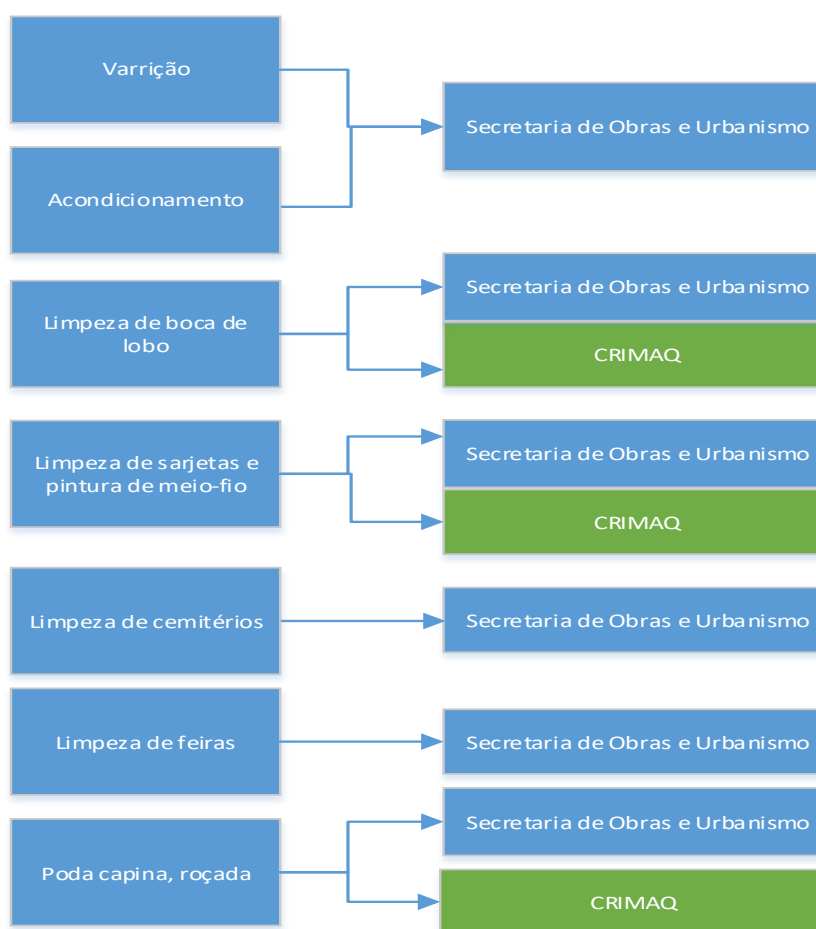 Varrição
Secretaria de Obras e Urbanismo
Acondicionamento
Limpeza de boca de
lobo
Secretaria de Obras e Urbanismo
CRIMAQ
Limpeza de sarjetas e
pintura de meio-fio
Secretaria de Obras e Urbanismo
CRIMAQ
Limpeza de cemitérios
Secretaria de Obras e Urbanismo
Limpeza de feiras
Secretaria de Obras e Urbanismo
Poda capina, roçada
Secretaria de Obras e Urbanismo
CRIMAQ